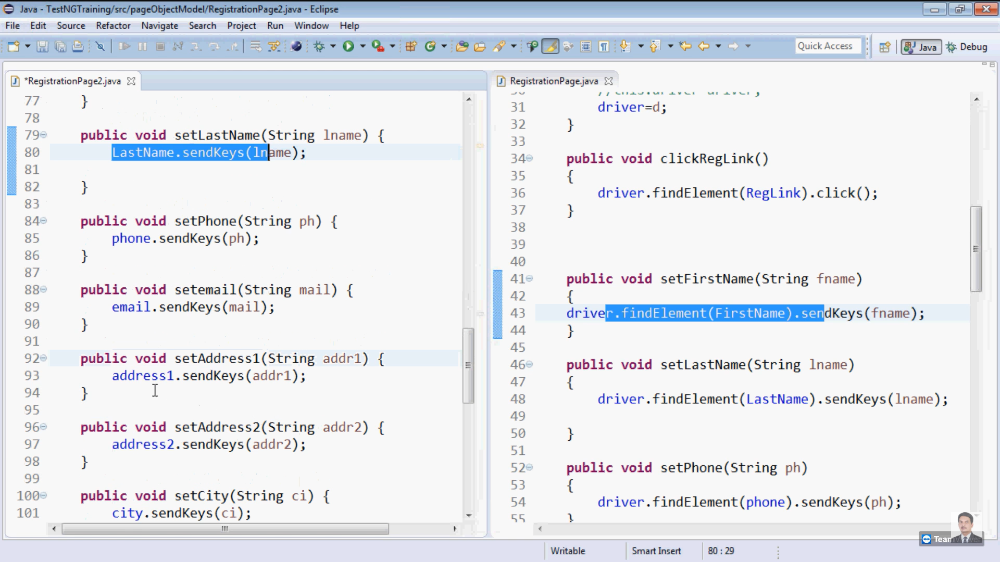 Java - TestNGTraining/src/pageObjectModel/RegistrationPage2.java - Eclipse
File Edit Source Refactor Navigate Search Project Run Window Help
Quick Access Java Debug
*RegistrationPage2.java
77 }
78
79 public void setLastName(String lname) {
80 LastName.sendKeys(lname);
81
82 }
83
84 public void setPhone(String ph) {
85 phone.sendKeys(ph);
86 }
87
88 public void setemail(String mail) {
89 email.sendKeys(mail);
90 }
91
92 public void setAddress1(String addr1) {
93 address1.sendKeys(addr1);
94 }
95
96 public void setAddress2(String addr2) {
97 address2.sendKeys(addr2);
98 }
99
100 public void setCity(String ci) {
101 city.sendKeys(ci);
RegistrationPage.java
31 driver=d;
32 }
33
34 public void clickRegLink()
35 {
36 driver.findElement(RegLink).click();
37 }
38
39
40
41 public void setFirstName(String fname)
42 {
43 driver.findElement(FirstName).sendKeys(fname);
44 }
45
46 public void setLastName(String lname)
47 {
48 driver.findElement(LastName).sendKeys(lname);
49
50 }
51
52 public void setPhone(String ph)
53 {
54 driver.findElement(phone).sendKeys(ph);
55 }
Writable Smart Insert 80 : 29